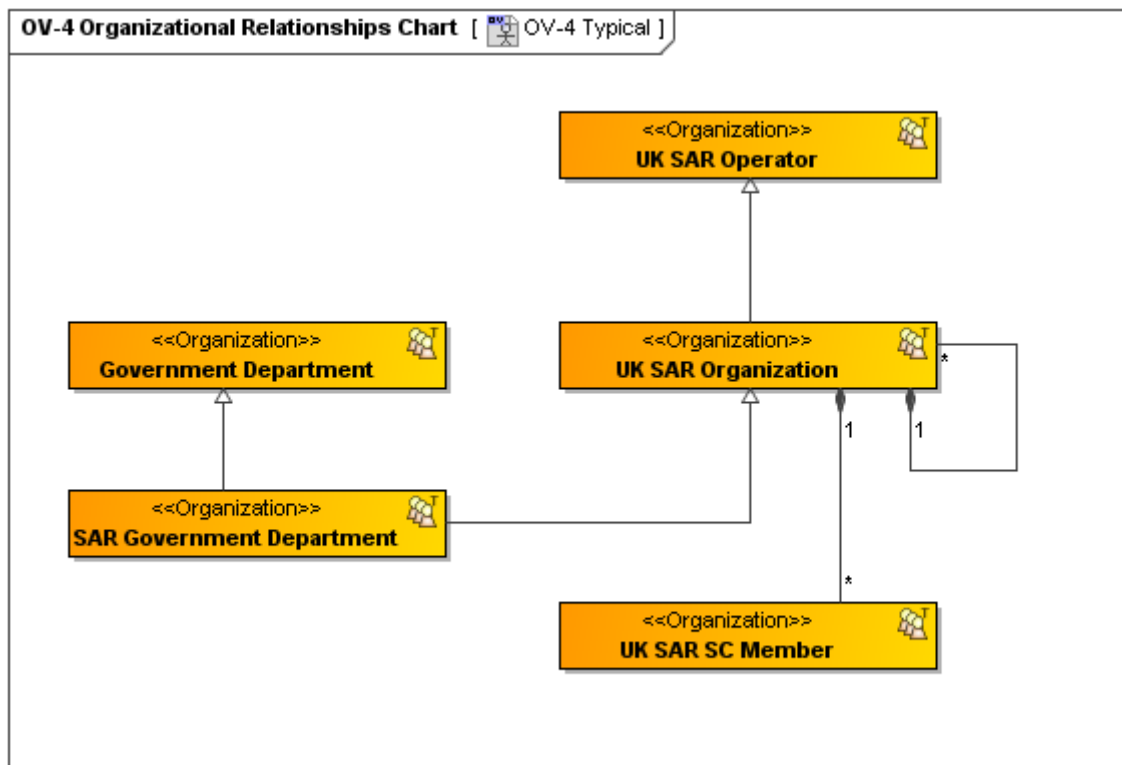 OV-4 Organizational Relationships Chart [ OV-4 Typical ]
<<Organization>>
UK SAR Operator
<<Organization>>
Government Department
<<Organization>>
UK SAR Organization
*
1
1
<<Organization>>
SAR Government Department
*
<<Organization>>
UK SAR SC Member